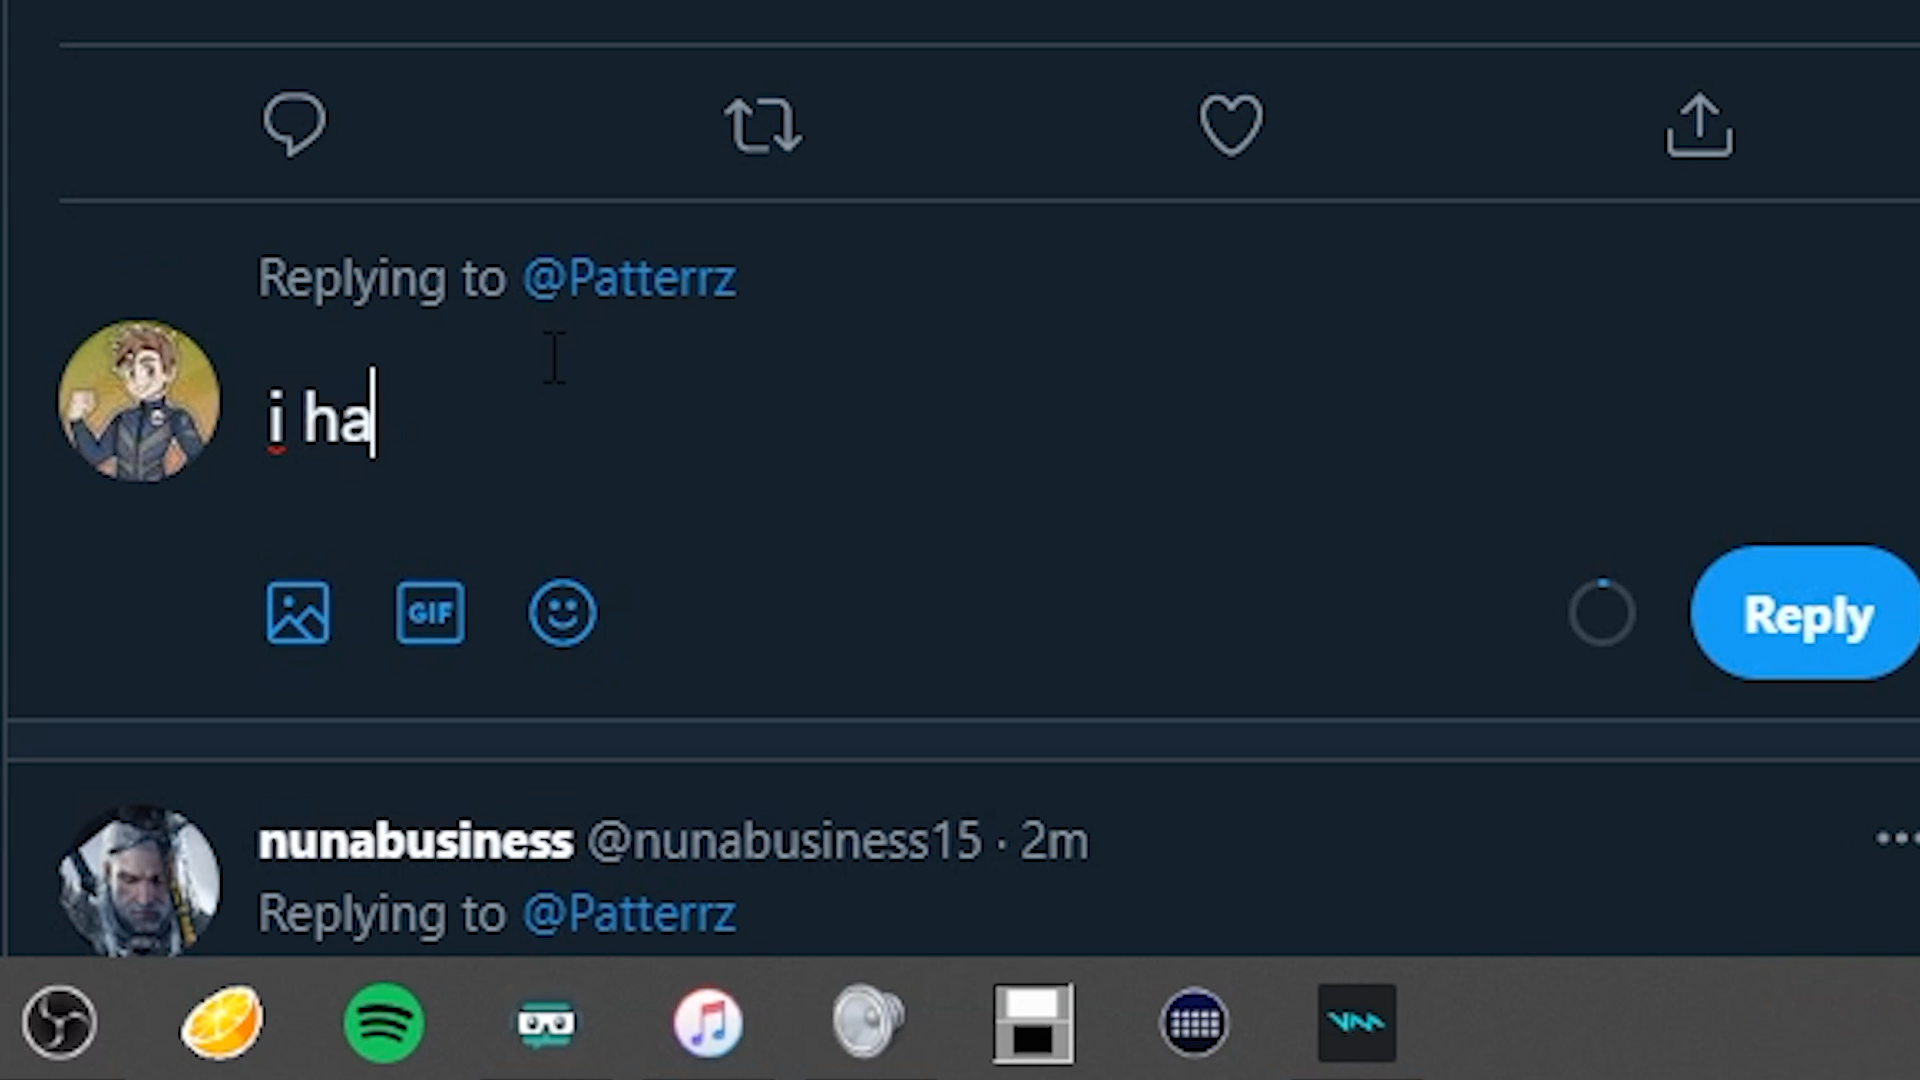 Replying to @Patterrz
i ha
GIF
Reply
nunabusiness @nunabusiness15 · 2m
Replying to @Patterrz